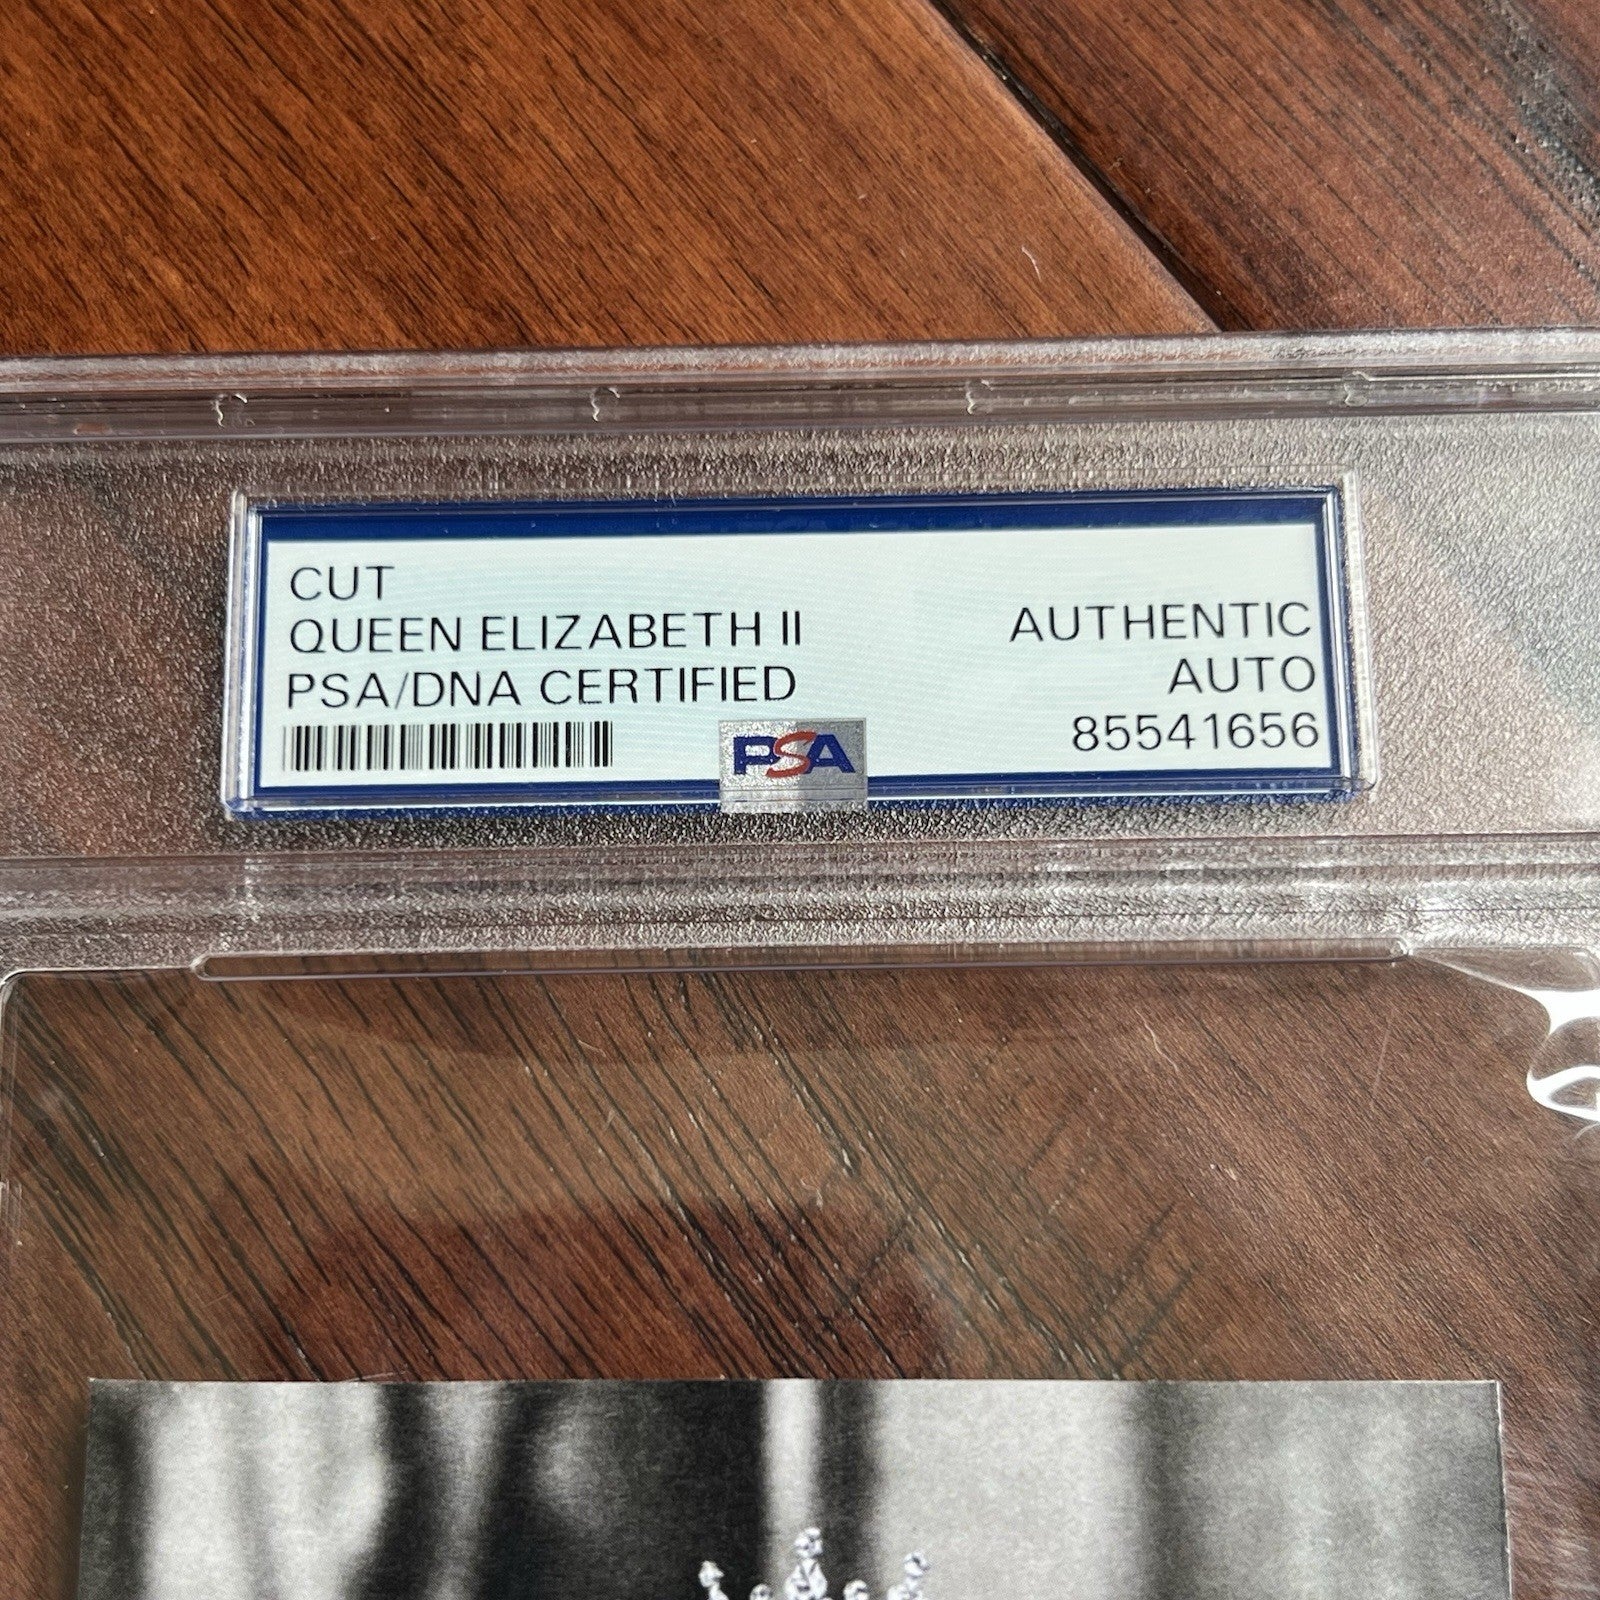 CUT
QUEEN ELIZABETH II
PSA/DNA CERTIFIED
AUTHENTIC
AUTO
85541656
PSA